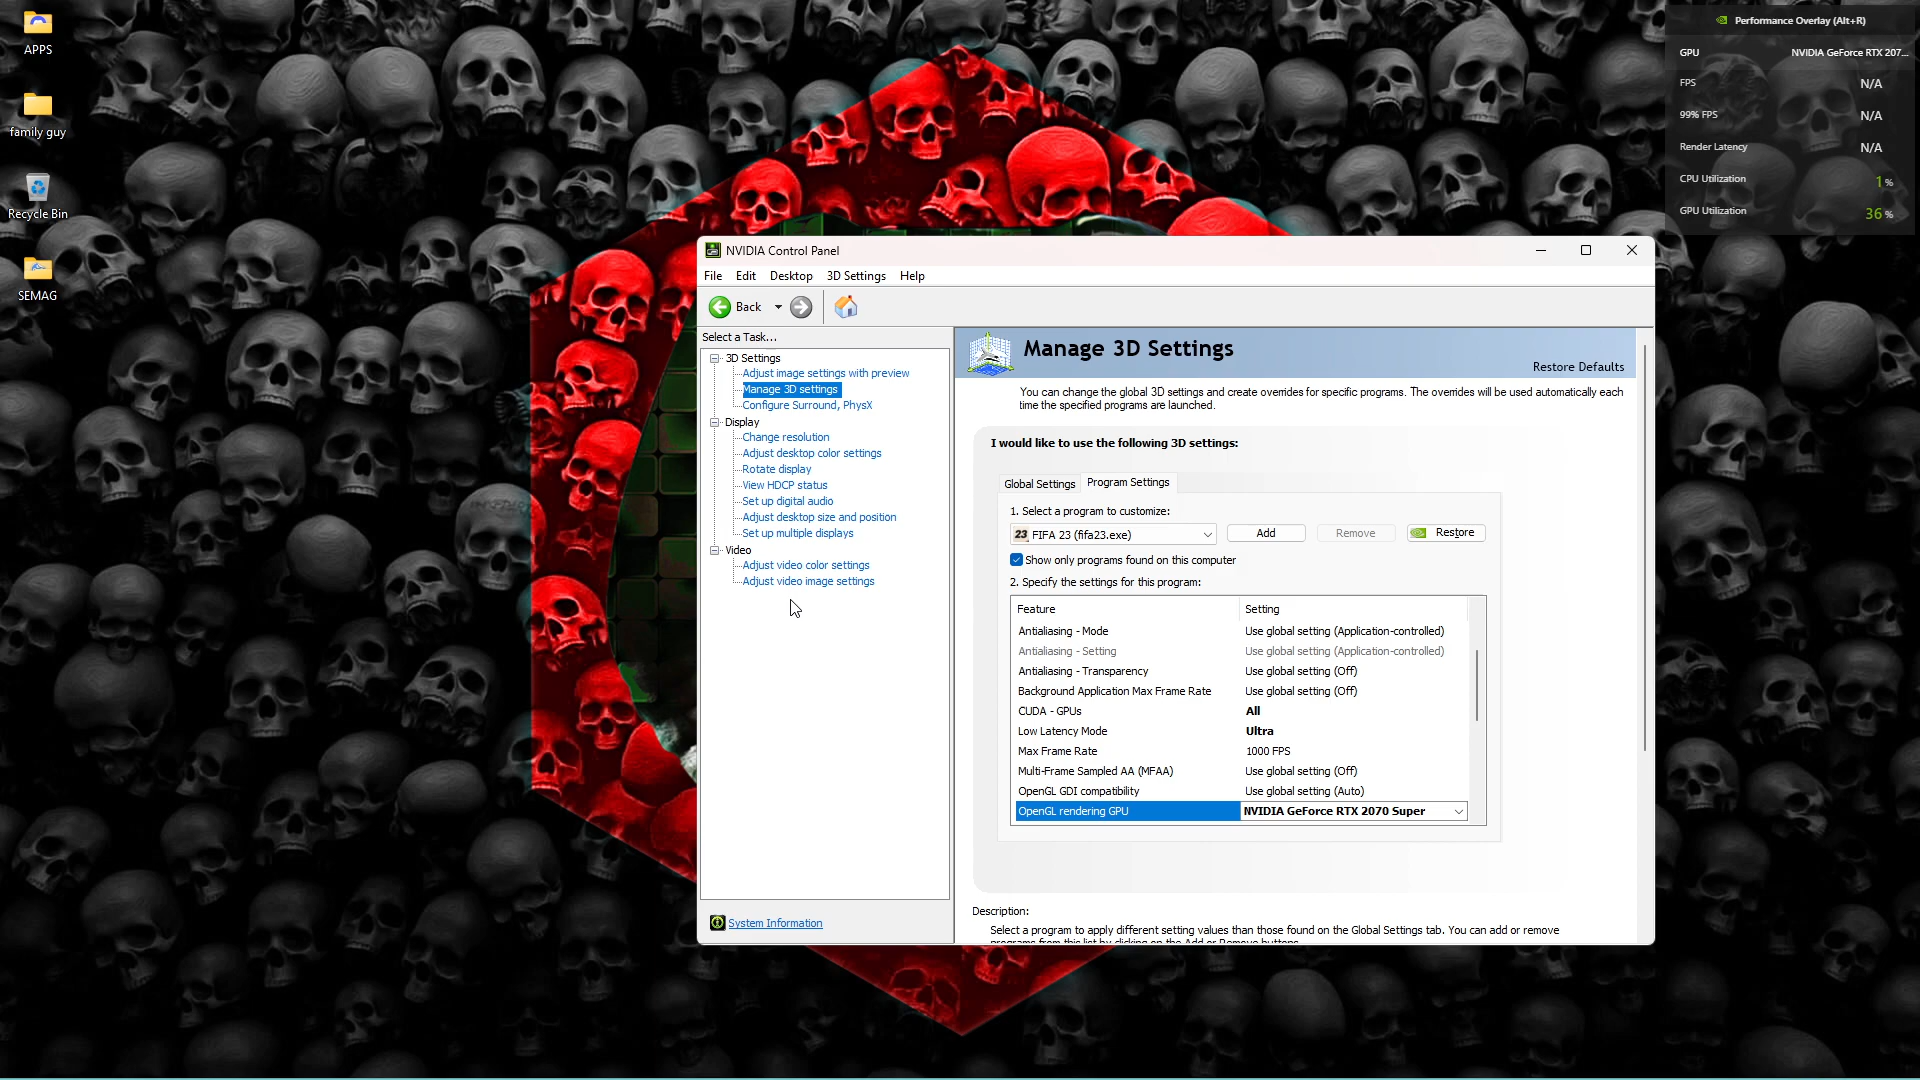 APPS
family guy
Recycle Bin
SEMAG
Performance Overlay (Alt+R)
GPU NVIDIA GeForce RTX 207...
FPS N/A
99% FPS N/A
Render Latency N/A
CPU Utilization 1 %
GPU Utilization 36 %
NVIDIA Control Panel
File Edit Desktop 3D Settings Help
Back
Select a Task...
3D Settings
Adjust image settings with preview
Manage 3D settings
Configure Surround, PhysX
Display
Change resolution
Adjust desktop color settings
Rotate display
View HDCP status
Set up digital audio
Adjust desktop size and position
Set up multiple displays
Video
Adjust video color settings
Adjust video image settings
System Information
Manage 3D Settings
Restore Defaults
You can change the global 3D settings and create overrides for specific programs. The overrides will be used automatically each
time the specified programs are launched.
I would like to use the following 3D settings:
Global Settings Program Settings
1. Select a program to customize:
23 FIFA 23 (fifa23.exe) Add Remove Restore
Show only programs found on this computer
2. Specify the settings for this program:
Feature Setting
Antialiasing - Mode Use global setting (Application-controlled)
Antialiasing - Setting Use global setting (Application-controlled)
Antialiasing - Transparency Use global setting (Off)
Background Application Max Frame Rate Use global setting (Off)
CUDA - GPUs All
Low Latency Mode Ultra
Max Frame Rate 1000 FPS
Multi-Frame Sampled AA (MFAA) Use global setting (Off)
OpenGL GDI compatibility Use global setting (Auto)
OpenGL rendering GPU NVIDIA GeForce RTX 2070 Super
Description:
Select a program to apply different setting values than those found on the Global Settings tab. You can add or remove
programs from this list by clicking on the Add or Remove buttons.